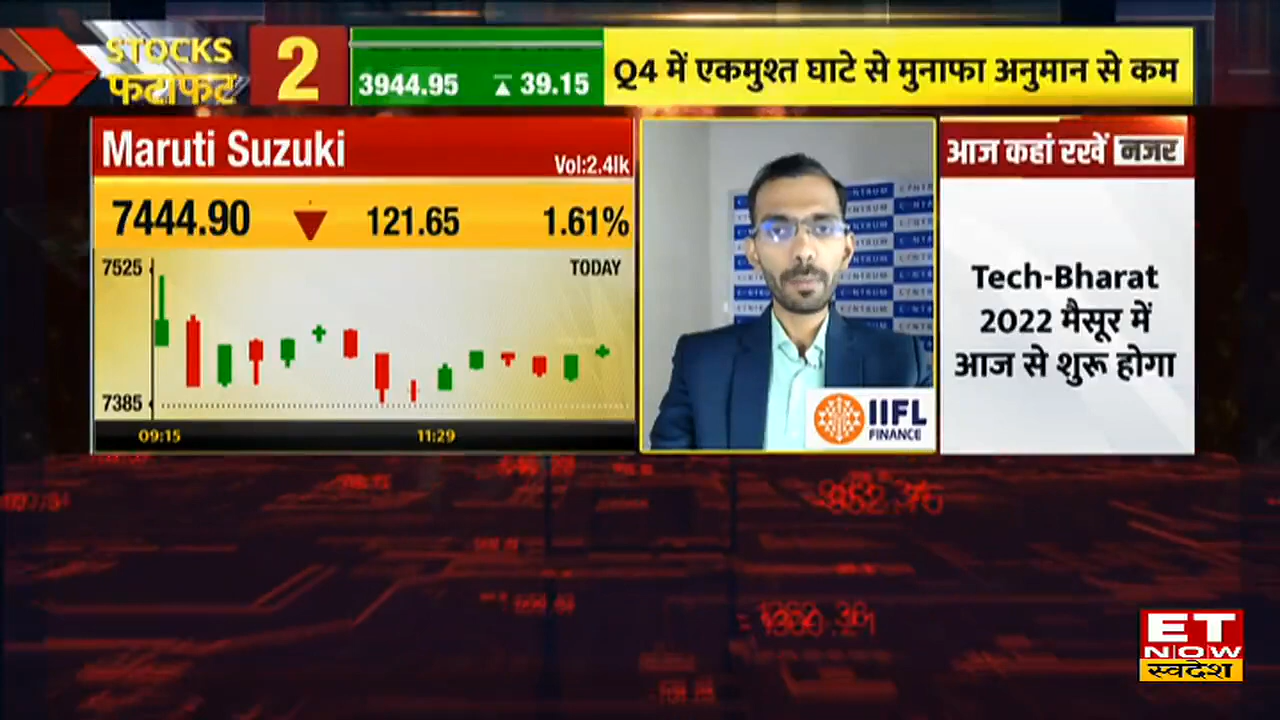 STOCKS
फटाफट
2
3944.95 39.15
Q4 में एकमुश्त घाटे से मुनाफा अनुमान से कम
Maruti Suzuki
Vol:2.4lk
7444.90 121.65 1.61%
7525
TODAY
7385
09:15 11:29
CENTRUM
IIFL
FINANCE
आज कहां रखें नजर
Tech-Bharat
2022 मैसूर में
आज से शुरू होगा
ET
NOW
स्वदेश